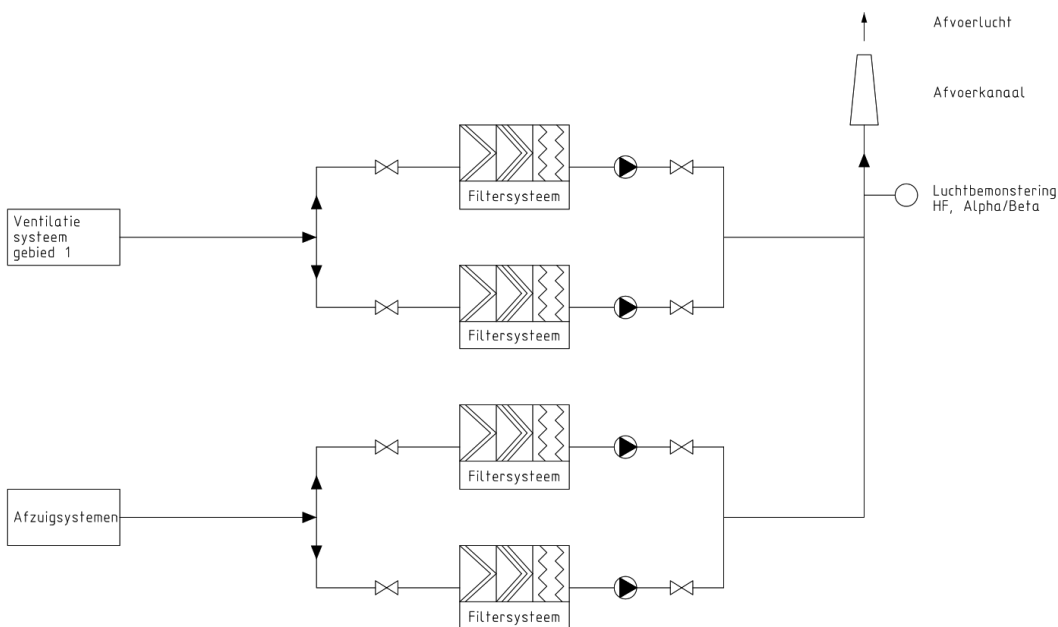 Afvoerlucht
Afvoerkanaal
Filtersysteem
Luchtbemonstering
HF, Alpha/Beta
Ventilatie
systeem
gebied 1
Filtersysteem
Filtersysteem
Afzuigsystemen
Filtersysteem